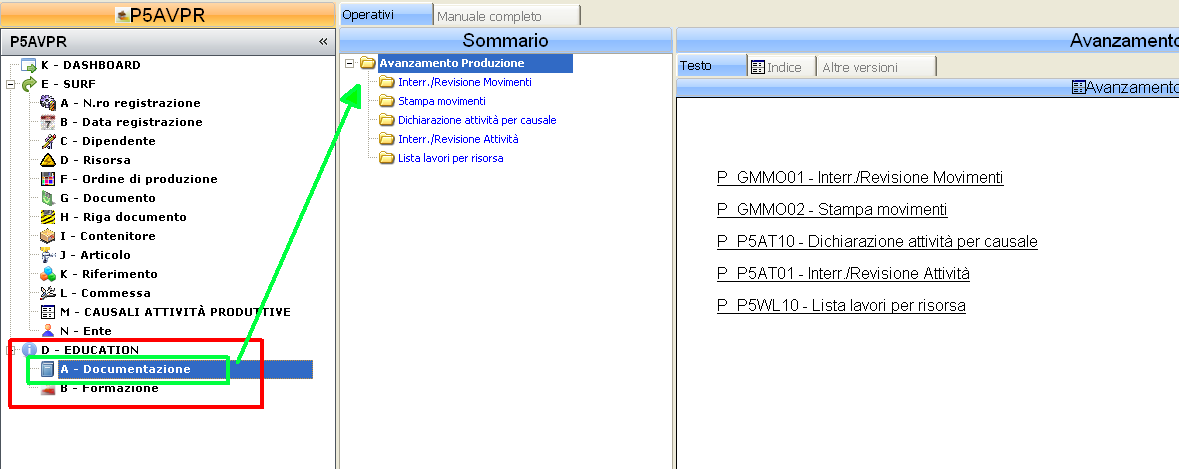 P5AVPR
P5AVPR «
K - DASHBOARD
E - SURF
A - N.ro registrazione
B - Data registrazione
C - Dipendente
D - Risorsa
F - Ordine di produzione
G - Documento
H - Riga documento
I - Contenitore
J - Articolo
K - Riferimento
L - Commessa
M - CAUSALI ATTIVITÀ PRODUTTIVE
N - Ente
D - EDUCATION
A - Documentazione
B - Formazione
Operativi Manuale completo
Sommario
Avanzamento Produzione
Interr./Revisione Movimenti
Stampa movimenti
Dichiarazione attività per causale
Interr./Revisione Attività
Lista lavori per risorsa
Avanzamento
Testo Indice Altre versioni
Avanzamento
P_GMMO01 - Interr./Revisione Movimenti
P_GMMO02 - Stampa movimenti
P_P5AT10 - Dichiarazione attività per causale
P_P5AT01 - Interr./Revisione Attività
P_P5WL10 - Lista lavori per risorsa